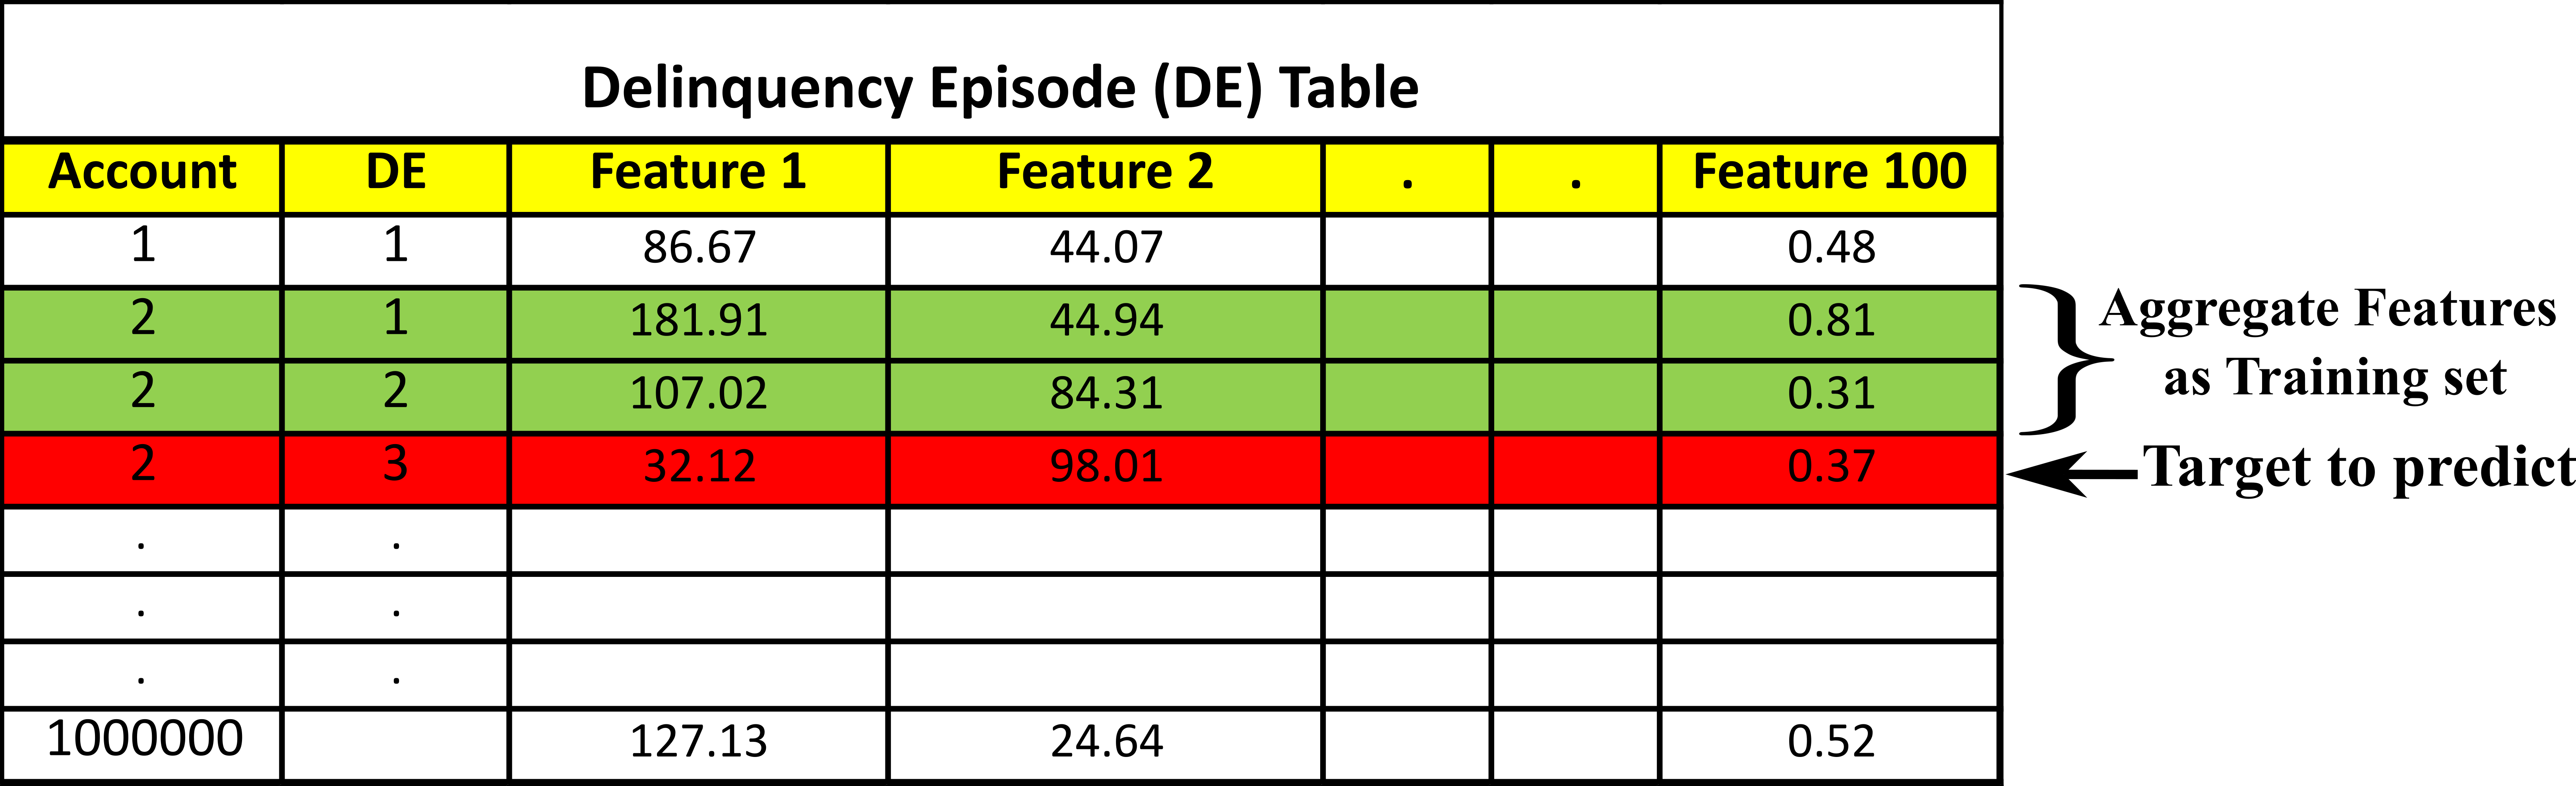 Delinquency Episode (DE) Table
Account DE Feature 1 Feature 2 . . Feature 100
1 1 86.67 44.07 0.48
2 1 181.91 44.94 0.81
2 2 107.02 84.31 0.31
Aggregate Features
as Training set
2 3 32.12 98.01 0.37
Target to predict
. .
. .
. .
1000000 127.13 24.64 0.52